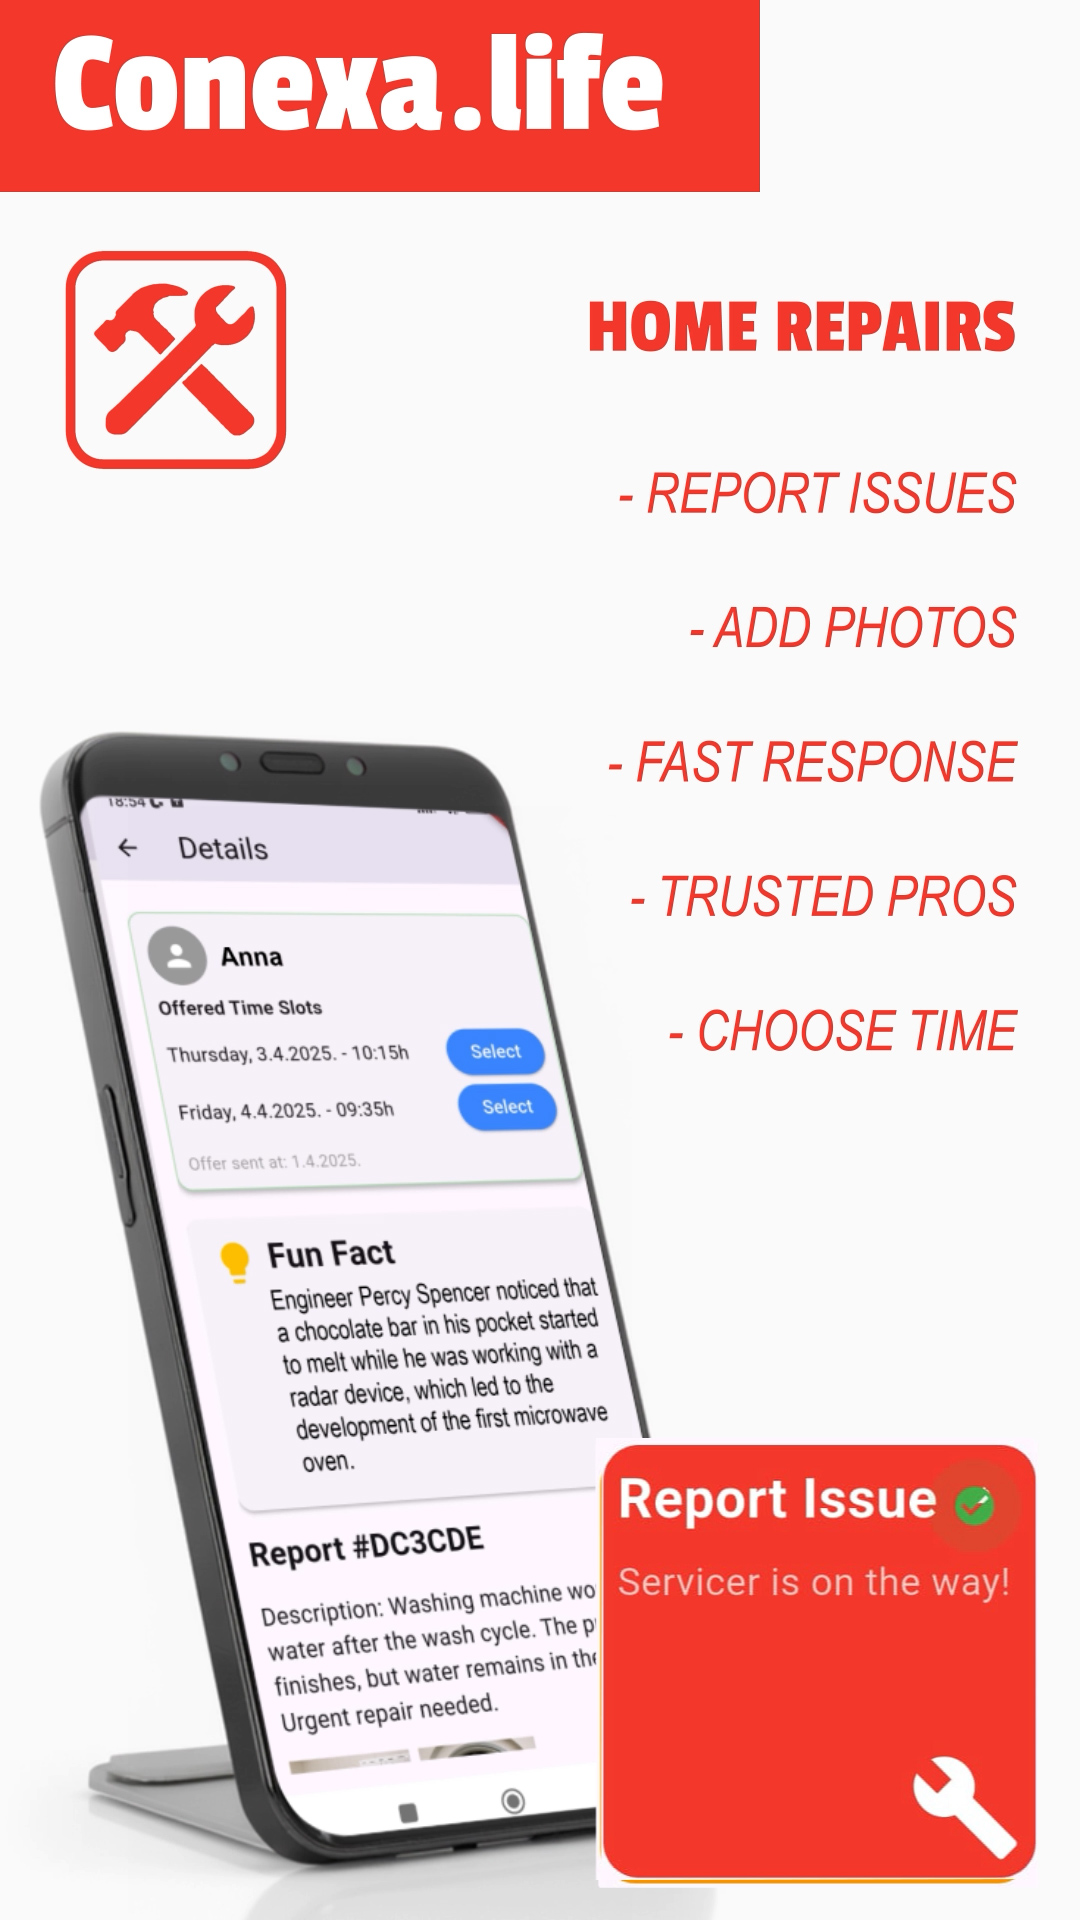 Conexa.life
HOME REPAIRS
- REPORT ISSUES
- ADD PHOTOS
- FAST RESPONSE
- TRUSTED PROS
- CHOOSE TIME
18:54
Details
Anna
Offered Time Slots
Thursday, 3.4.2025. - 10:15h
Select
Friday, 4.4.2025. - 09:35h
Select
Offer sent at: 1.4.2025.
Fun Fact
Engineer Percy Spencer noticed that
a chocolate bar in his pocket started
to melt while he was working with a
radar device, which led to the
development of the first microwave
oven.
Report #DC3CDE
Description: Washing machine
water after the wash cycle. The
finishes, but water remains in the
Urgent repair needed.
Report Issue
Servicer is on the way!